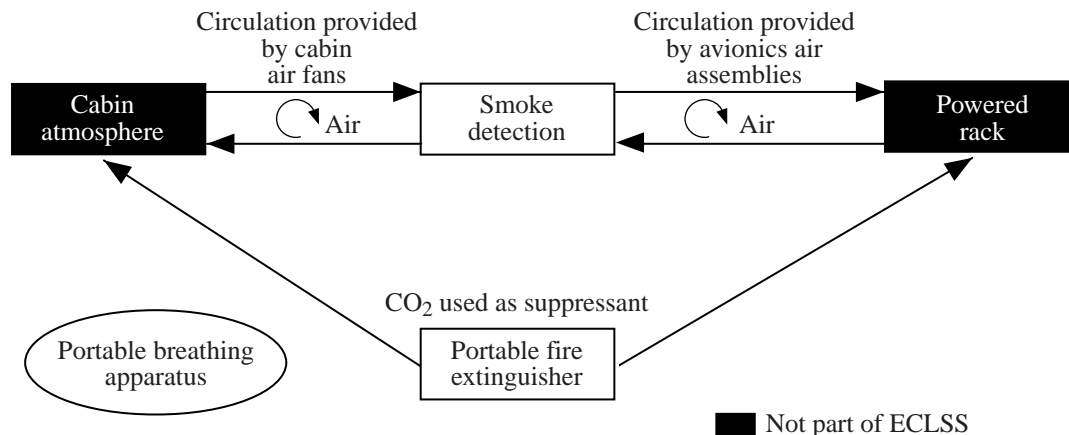 Circulation provided
by cabin
air fans
Circulation provided
by avionics air
assemblies
Cabin
atmosphere
Air
Smoke
detection
Air
Powered
rack
CO₂ used as suppressant
Portable breathing
apparatus
Portable fire
extinguisher
Not part of ECLSS